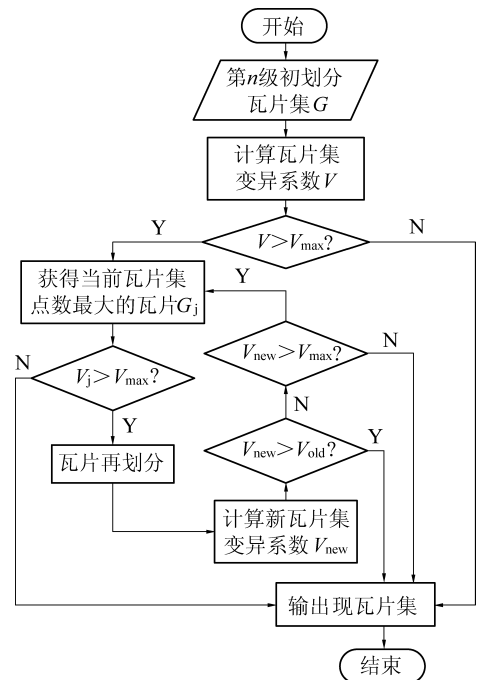 开始
第n级初划分
瓦片集G
计算瓦片集
变异系数V
Y
V>Vmax?
N
获得当前瓦片集
点数最大的瓦片Gj
Y
N
Vj>Vmax?
Vnew>Vmax?
N
Y
N
瓦片再划分
Vnew>Vold?
Y
计算新瓦片集
变异系数Vnew
输出现瓦片集
结束